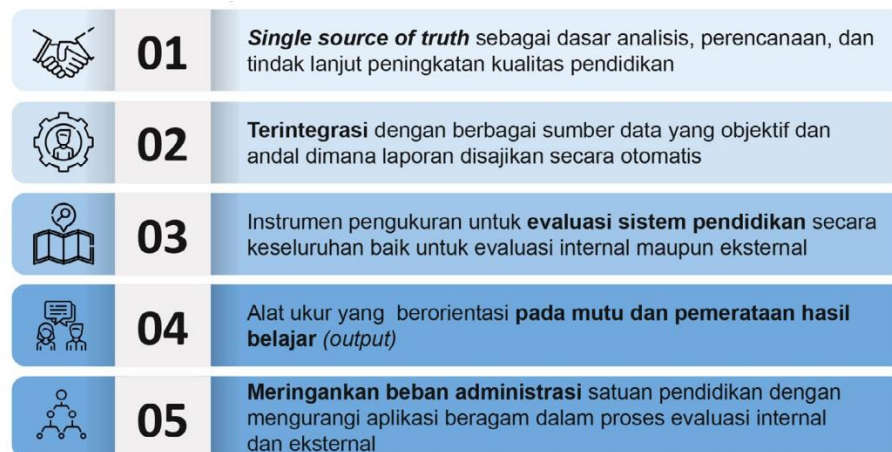 01
Single source of truth sebagai dasar analisis, perencanaan, dan
tindak lanjut peningkatan kualitas pendidikan
02
Terintegrasi dengan berbagai sumber data yang objektif dan
andal dimana laporan disajikan secara otomatis
03
Instrumen pengukuran untuk evaluasi sistem pendidikan secara
keseluruhan baik untuk evaluasi internal maupun eksternal
04
Alat ukur yang berorientasi pada mutu dan pemerataan hasil
belajar (output)
05
Meringankan beban administrasi satuan pendidikan dengan
mengurangi aplikasi beragam dalam proses evaluasi internal
dan eksternal